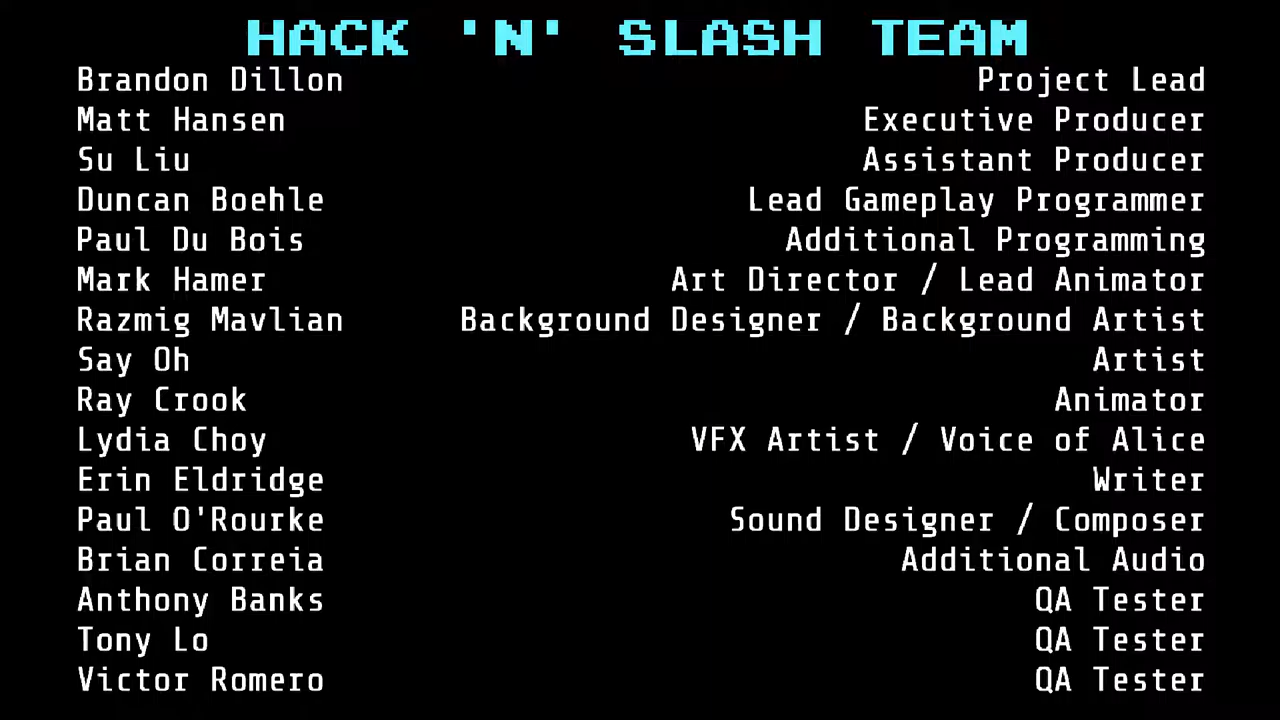 HACK 'N' SLASH TEAM
Brandon Dillon Project Lead
Matt Hansen Executive Producer
Su Liu Assistant Producer
Duncan Boehle Lead Gameplay Programmer
Paul Du Bois Additional Programming
Mark Hamer Art Director / Lead Animator
Razmig Mavlian Background Designer / Background Artist
Say Oh Artist
Ray Crook Animator
Lydia Choy VFX Artist / Voice of Alice
Erin Eldridge Writer
Paul O'Rourke Sound Designer / Composer
Brian Correia Additional Audio
Anthony Banks QA Tester
Tony Lo QA Tester
Victor Romero QA Tester